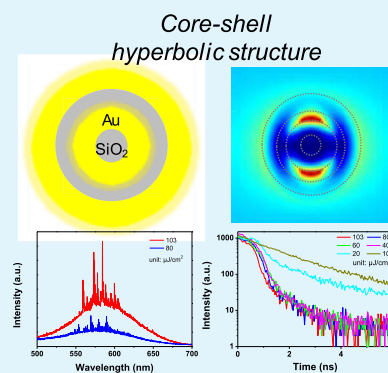 Core-shell
hyperbolic structure
Au
SiO2
103
80
unit: μJ/cm2
Intensity (a.u.)
500 550 600 650 700
Wavelength (nm)
1000
100
10
1
103 80
60 40
20 10
unit: μJ/cm
Intensity (a.u.)
0 2 4
Time (ns)